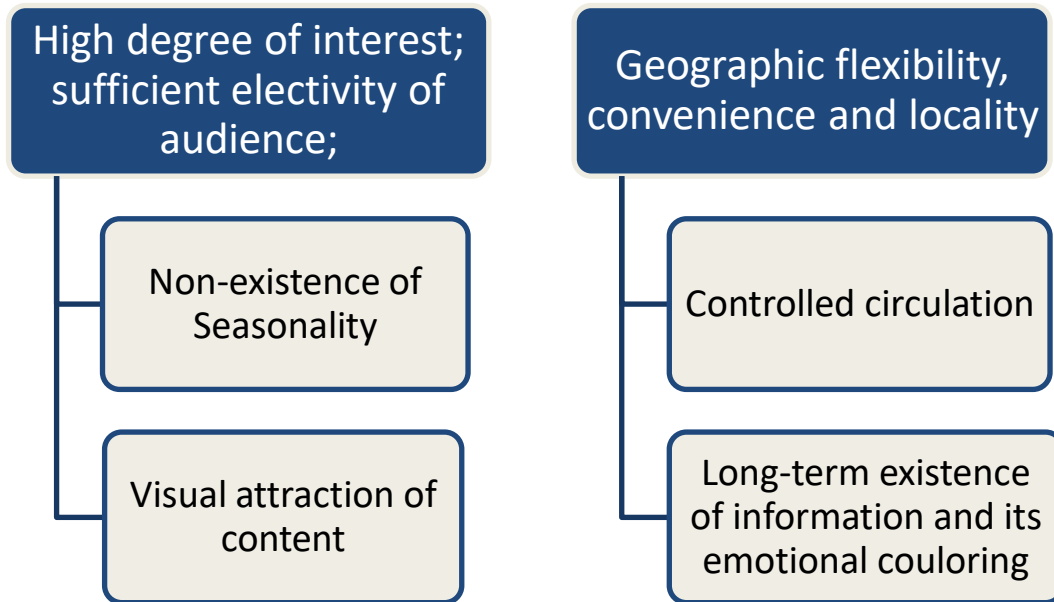 High degree of interest;
sufficient electivity of
audience;
Non-existence of
Seasonality
Visual attraction of
content
Geographic flexibility,
convenience and locality
Controlled circulation
Long-term existence
of information and its
emotional couloring